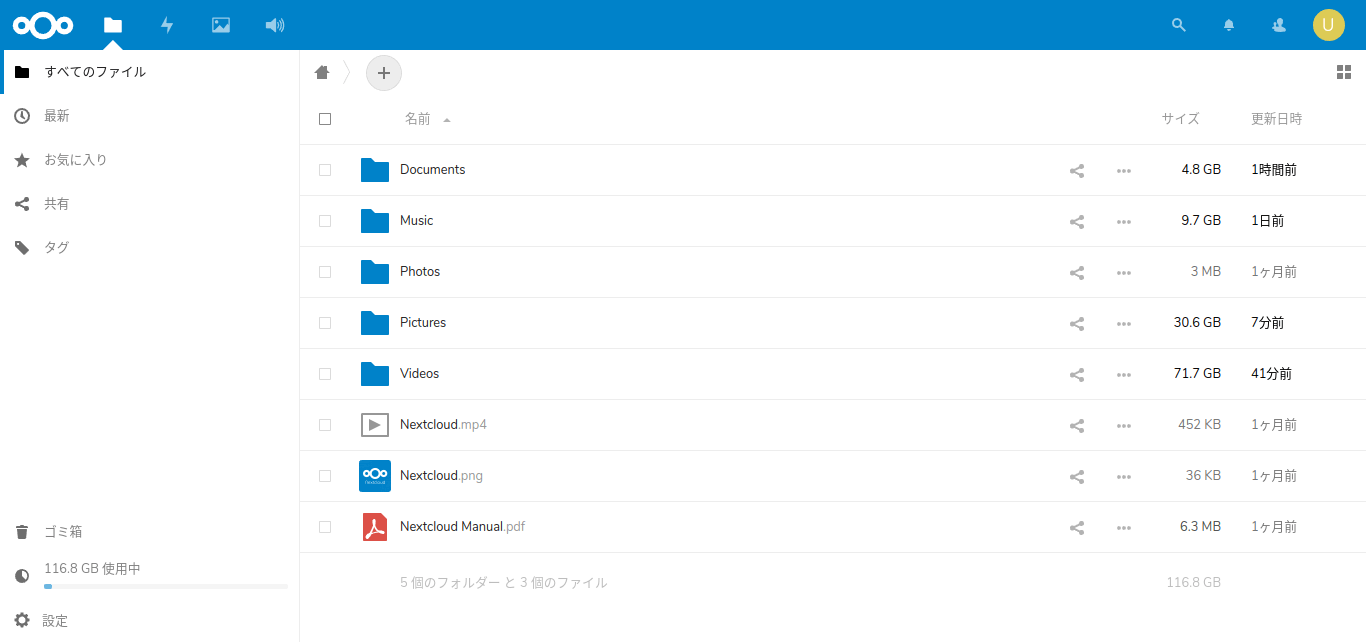 U
すべてのファイル
最新
お気に入り
共有
タグ
ゴミ箱
116.8 GB 使用中
設定
名前 サイズ 更新日時
Documents 4.8 GB 1時間前
Music 9.7 GB 1日前
Photos 3 MB 1ヶ月前
Pictures 30.6 GB 7分前
Videos 71.7 GB 41分前
Nextcloud.mp4 452 KB 1ヶ月前
Nextcloud.png 36 KB 1ヶ月前
Nextcloud Manual.pdf 6.3 MB 1ヶ月前
5 個のフォルダー と 3 個のファイル 116.8 GB